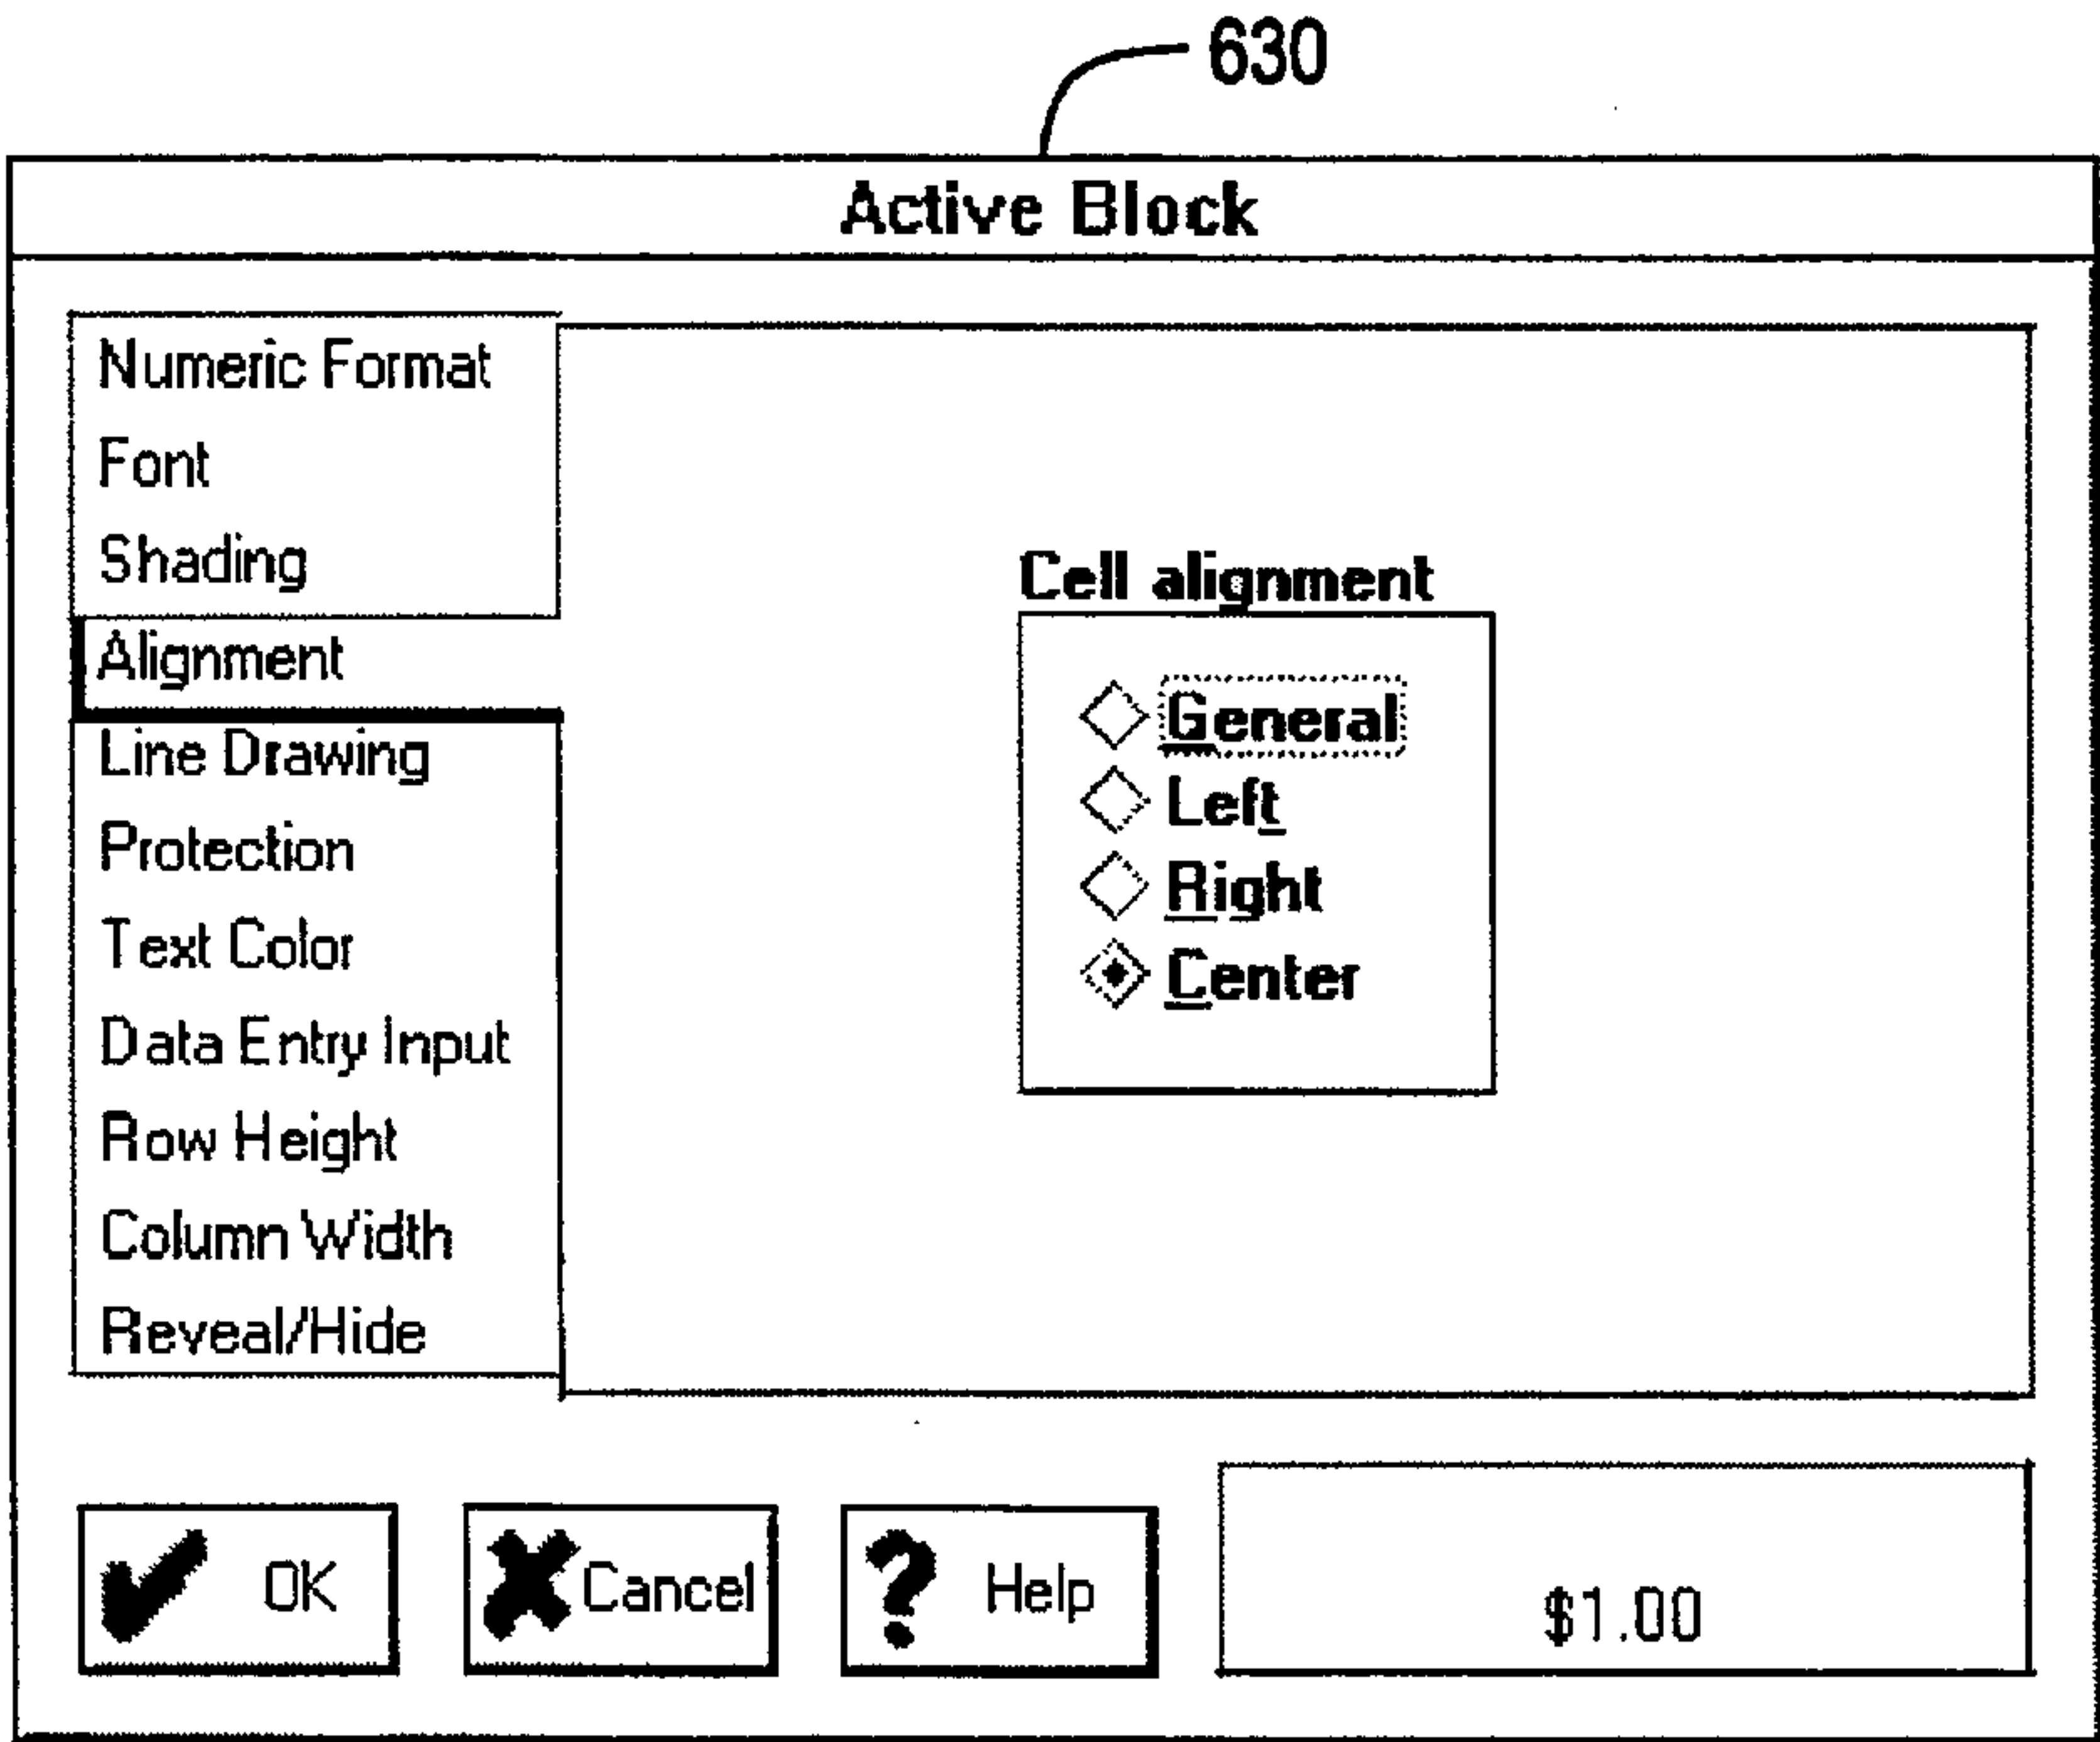 630
Active Block
Numeric Format
Font
Shading
Alignment
Line Drawing
Protection
Text Color
Data Entry Input
Row Height
Column Width
Reveal/Hide
Cell alignment
General
Left
Right
Center
OK
Cancel
? Help
$1.00